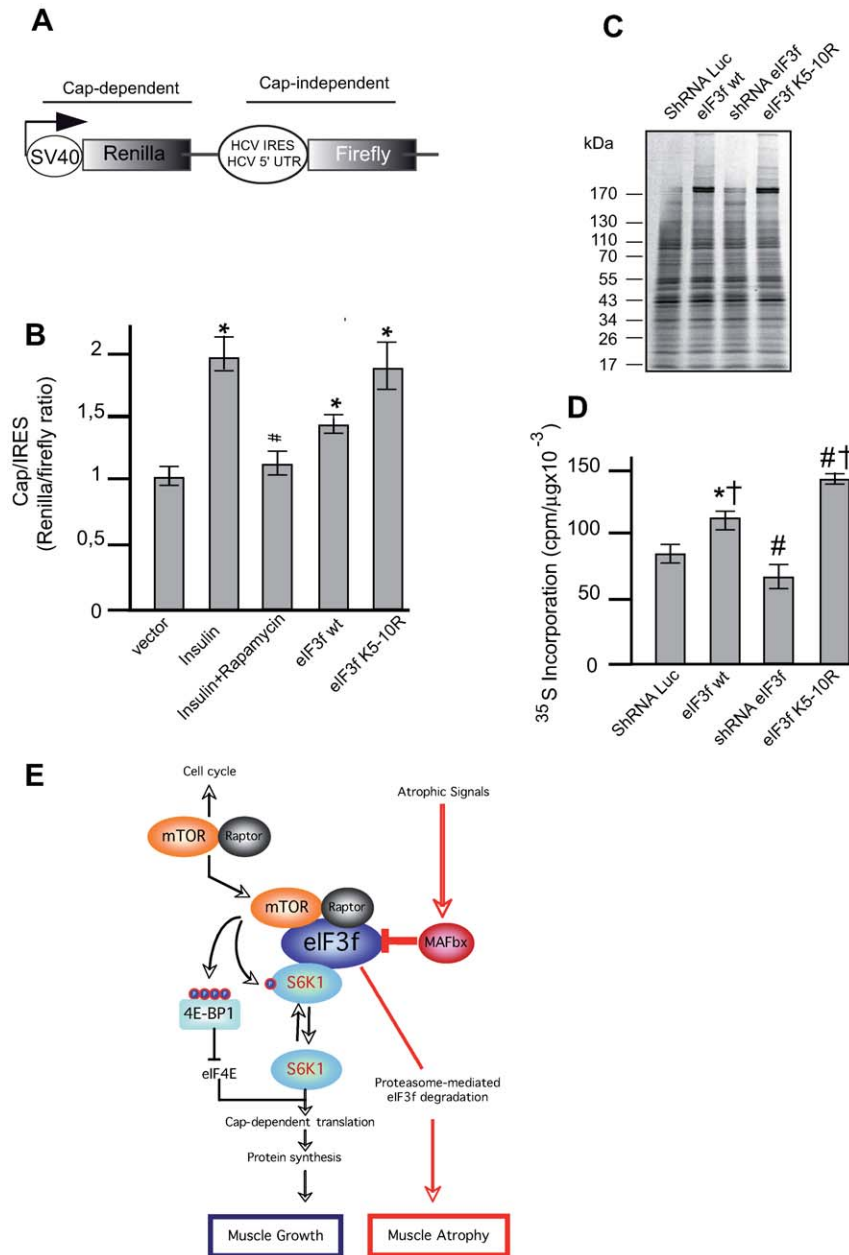 A
Cap-dependent
Cap-independent
SV40
Renilla
HCV IRES
HCV 5' UTR
Firefly
B
Cap/IRES
(Renilla/firefly ratio)
2
1,5
1
0,5
0
*
#
*
*
vector
Insulin
Insulin+Rapamycin
eIF3f wt
eIF3f K5-10R
C
ShRNA Luc
eIF3f wt
shRNA eIF3f
eIF3f K5-10R
kDa
170
130
110
70
55
43
34
26
17
D
35S Incorporation (cpm/µgx10-3)
150
100
50
0
*†
#
#†
ShRNA Luc
eIF3f wt
shRNA eIF3f
eIF3f K5-10R
E
Cell cycle
mTOR
Raptor
Atrophic Signals
mTOR
Raptor
eIF3f
MAFbx
P
S6K1
P P P P
4E-BP1
eIF4E
S6K1
Proteasome-mediated
eIF3f degradation
Cap-dependent translation
Protein synthesis
Muscle Growth
Muscle Atrophy